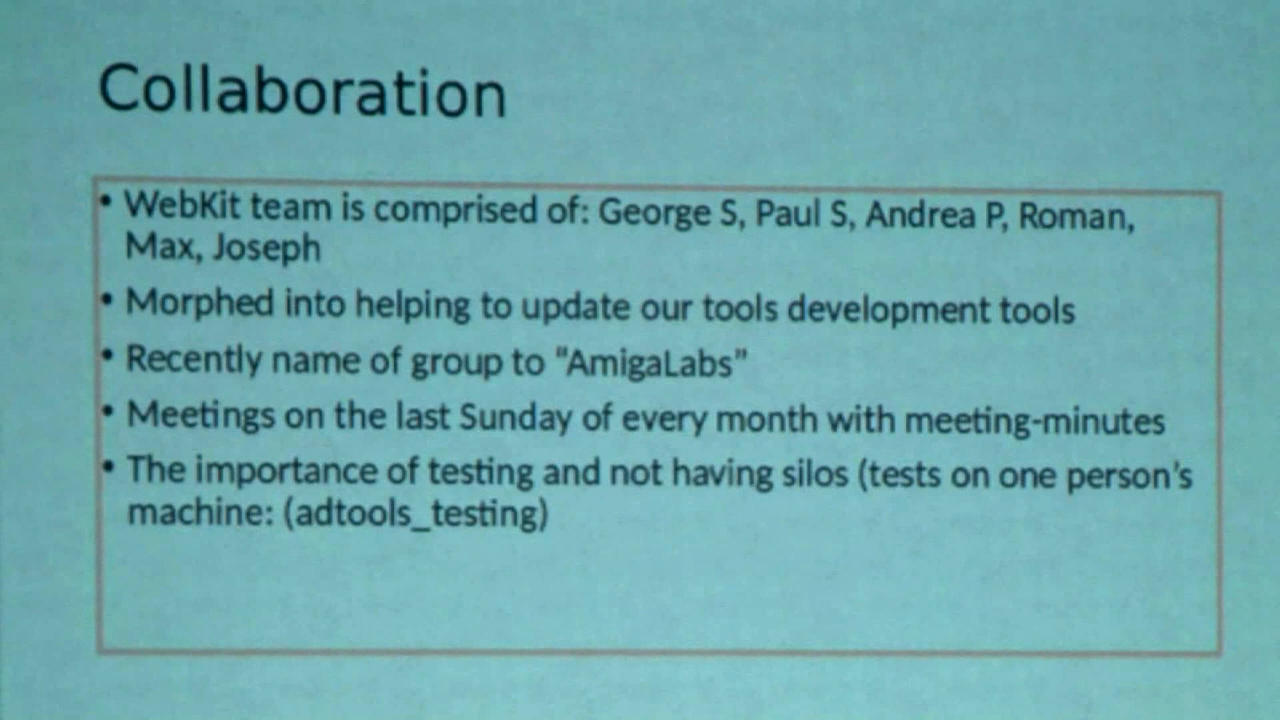 Collaboration
• WebKit team is comprised of: George S, Paul S, Andrea P, Roman,
Max, Joseph
• Morphed into helping to update our tools development tools
• Recently name of group to "AmigaLabs"
• Meetings on the last Sunday of every month with meeting-minutes
• The importance of testing and not having silos (tests on one person's
machine: (adtools_testing)